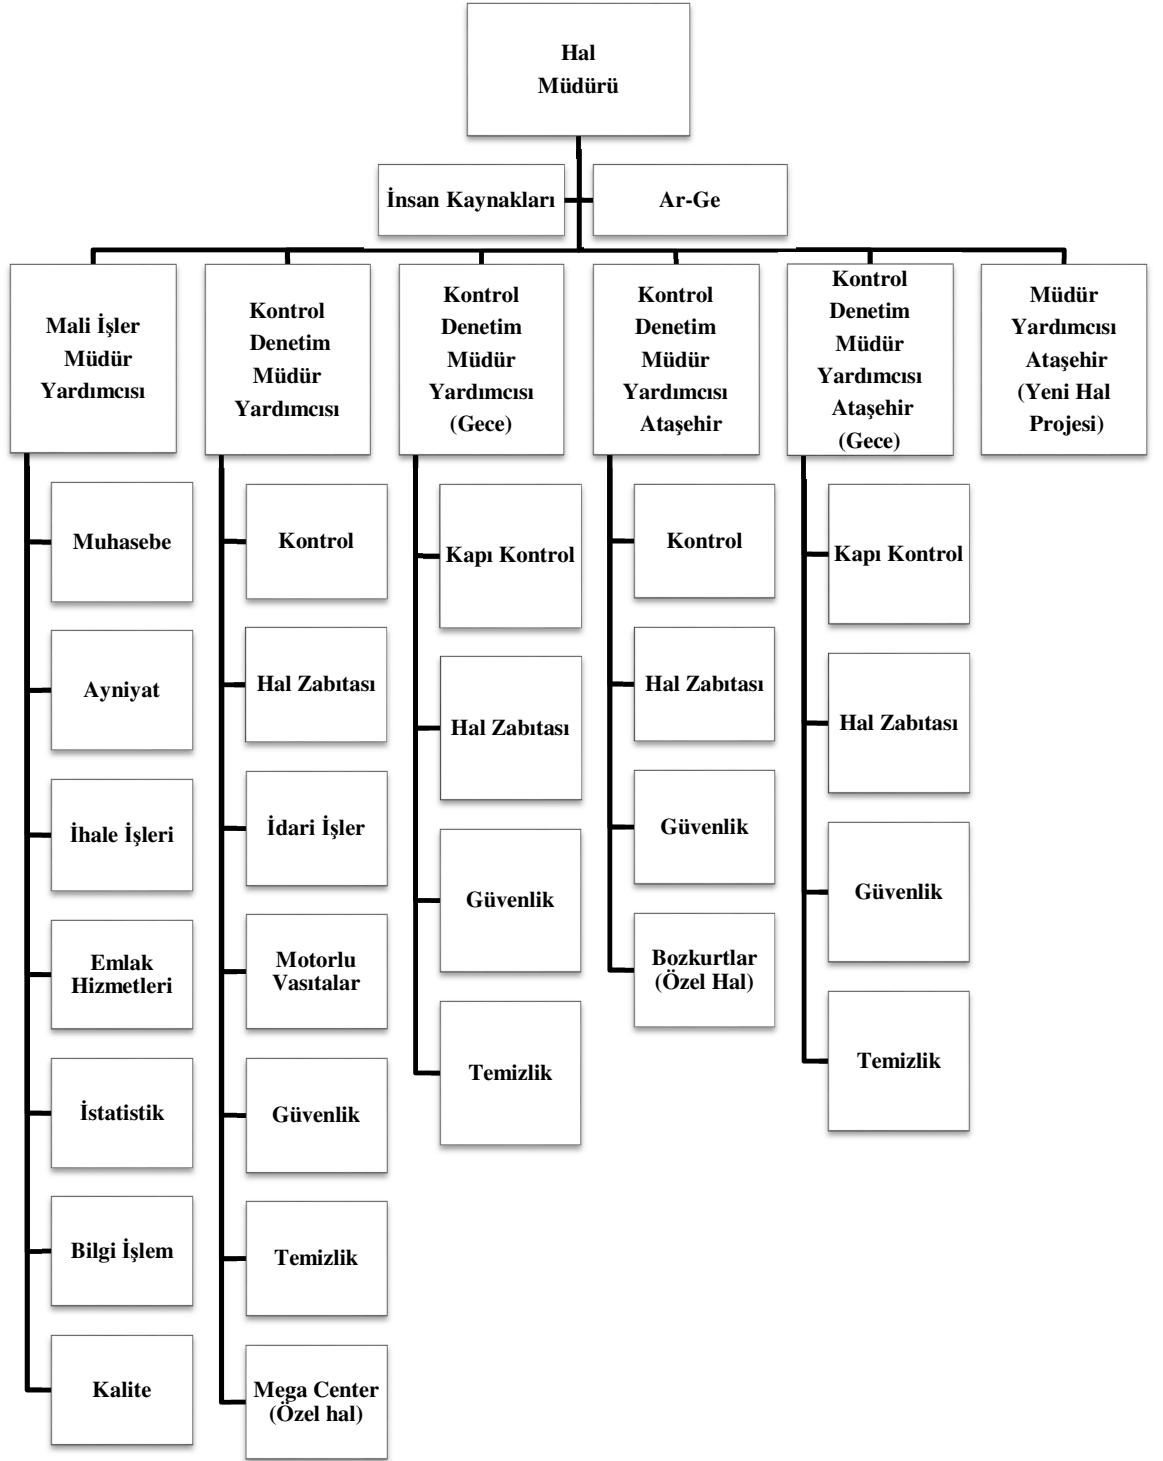 Hal
Müdürü
İnsan Kaynakları
Ar-Ge
Mali İşler
Müdür
Yardımcısı
Kontrol
Denetim
Müdür
Yardımcısı
Kontrol
Denetim
Müdür
Yardımcısı
(Gece)
Kontrol
Denetim
Müdür
Yardımcısı
Ataşehir
Kontrol
Denetim
Müdür
Yardımcısı
Ataşehir
(Gece)
Müdür
Yardımcısı
Ataşehir
(Yeni Hal
Projesi)
Muhasebe
Ayniyat
İhale İşleri
Emlak
Hizmetleri
İstatistik
Bilgi İşlem
Kalite
Kontrol
Hal Zabıtası
İdari İşler
Motorlu
Vasıtalar
Güvenlik
Temizlik
Mega Center
(Özel hal)
Kapı Kontrol
Hal Zabıtası
Güvenlik
Temizlik
Kontrol
Hal Zabıtası
Güvenlik
Bozkurtlar
(Özel Hal)
Kapı Kontrol
Hal Zabıtası
Güvenlik
Temizlik